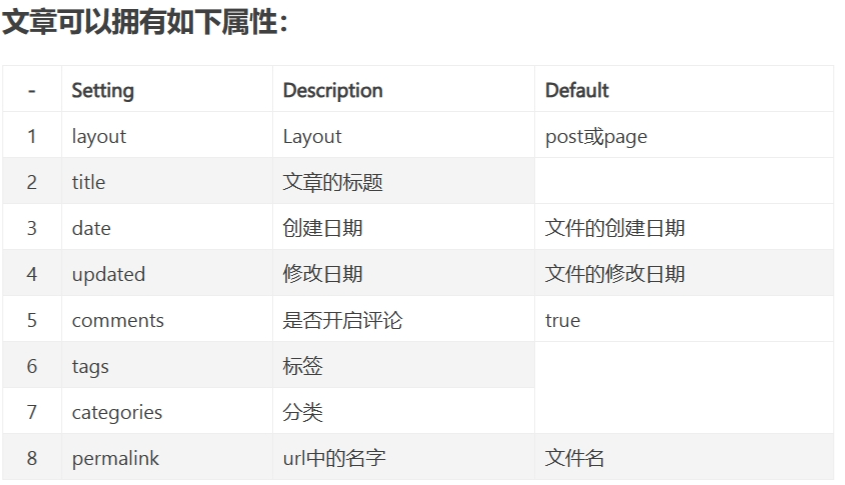 文章可以拥有如下属性：
- Setting Description Default
1 layout Layout post或page
2 title 文章的标题
3 date 创建日期 文件的创建日期
4 updated 修改日期 文件的修改日期
5 comments 是否开启评论 true
6 tags 标签
7 categories 分类
8 permalink url中的名字 文件名